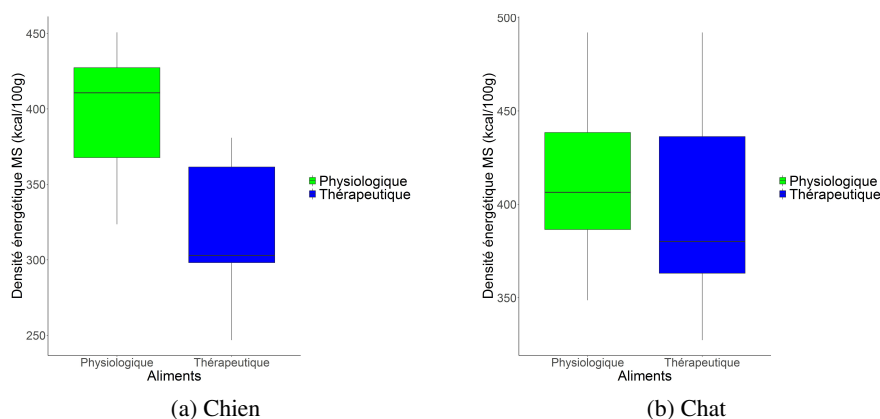 Densité énergétique MS (kcal/100g)
450
400
350
300
250
Physiologique Thérapeutique
Aliments
Physiologique
Thérapeutique
(a) Chien
Densité énergétique MS (kcal/100g)
500
450
400
350
Physiologique Thérapeutique
Aliments
Physiologique
Thérapeutique
(b) Chat